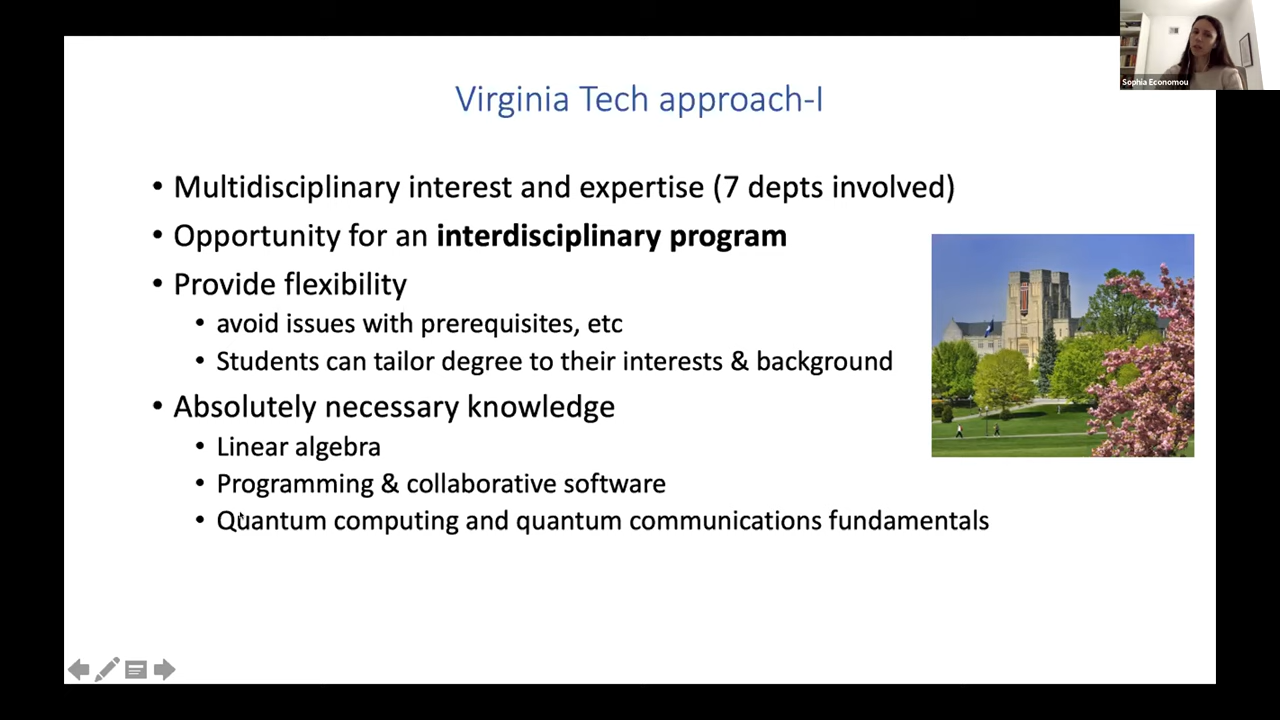 Sophia Economou
Virginia Tech approach-I
• Multidisciplinary interest and expertise (7 depts involved)
• Opportunity for an interdisciplinary program
• Provide flexibility
• avoid issues with prerequisites, etc
• Students can tailor degree to their interests & background
• Absolutely necessary knowledge
• Linear algebra
• Programming & collaborative software
• Quantum computing and quantum communications fundamentals